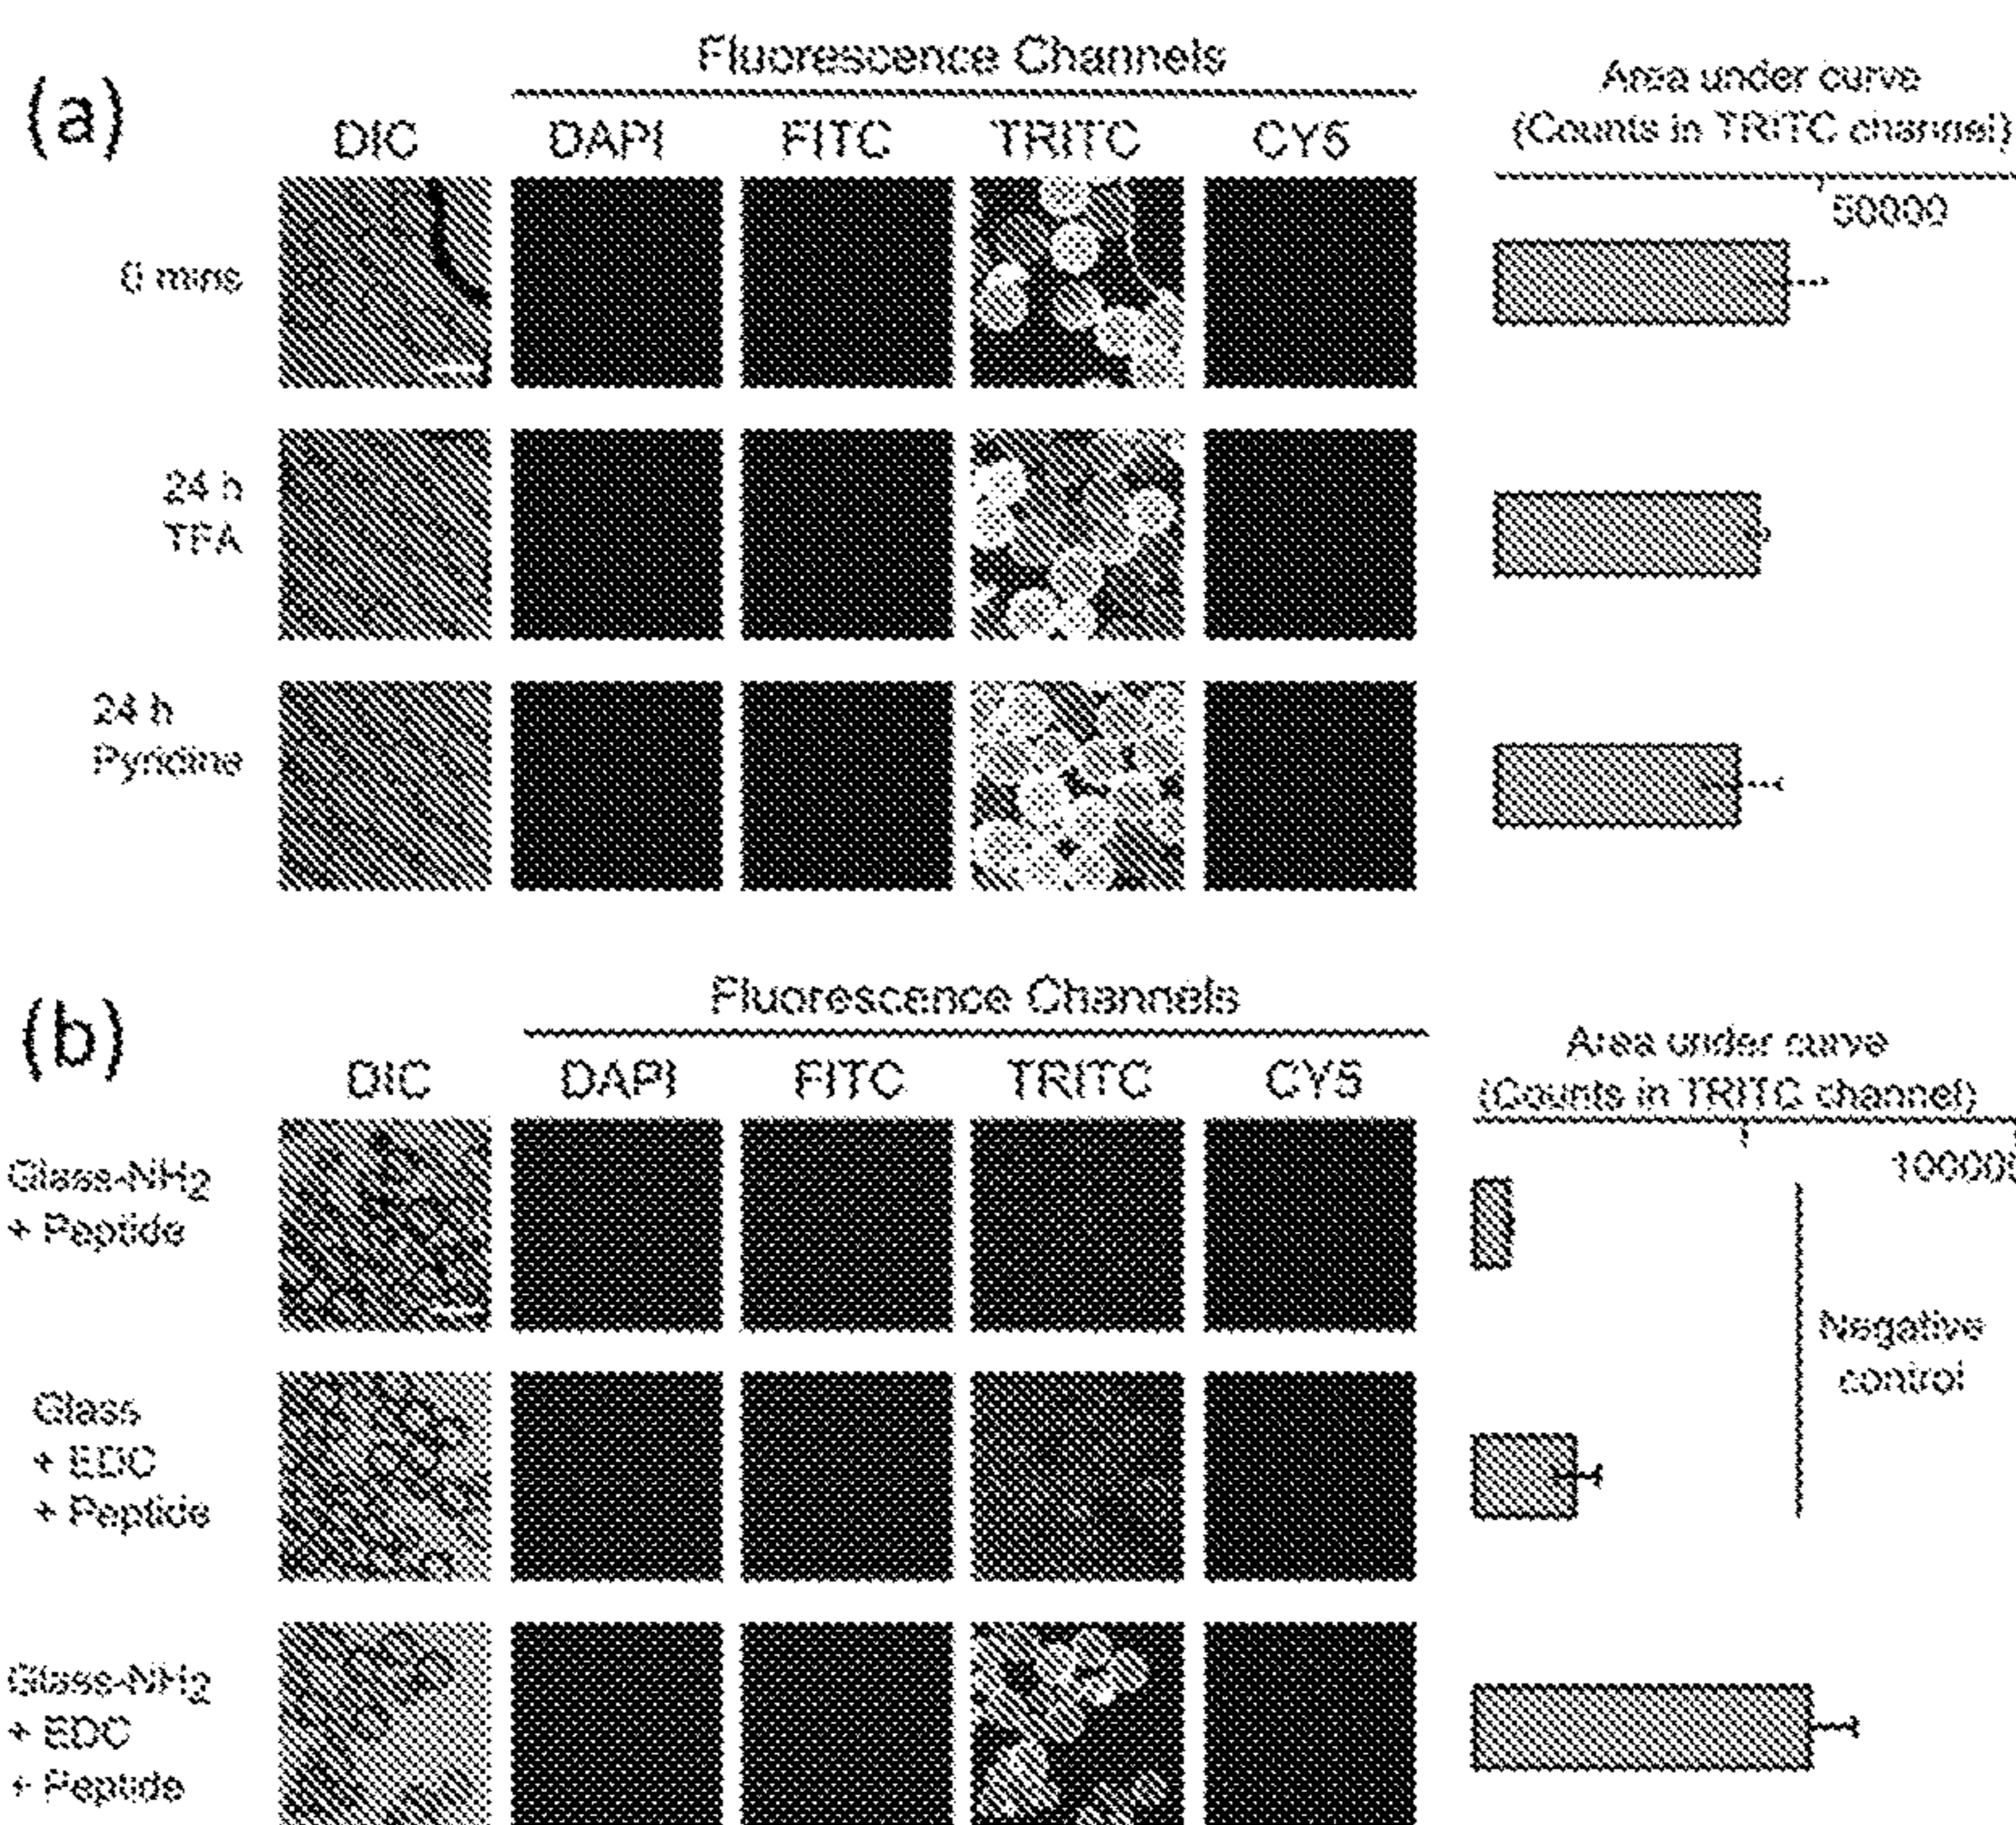 (a)
Fluorescence Channels
DIC DAPI FITC TRITC CY5
Area under curve
(Counts in TRITC channel)
50000
0 mins
24 h
TFA
24 h
Pyridine
(b)
Fluorescence Channels
DIC DAPI FITC TRITC CY5
Area under curve
(Counts in TRITC channel)
Glass-NH2
+ Peptide
Glass
+ EDC
+ Peptide
Negative
control
Glass-NH2
+ EDC
+ Peptide